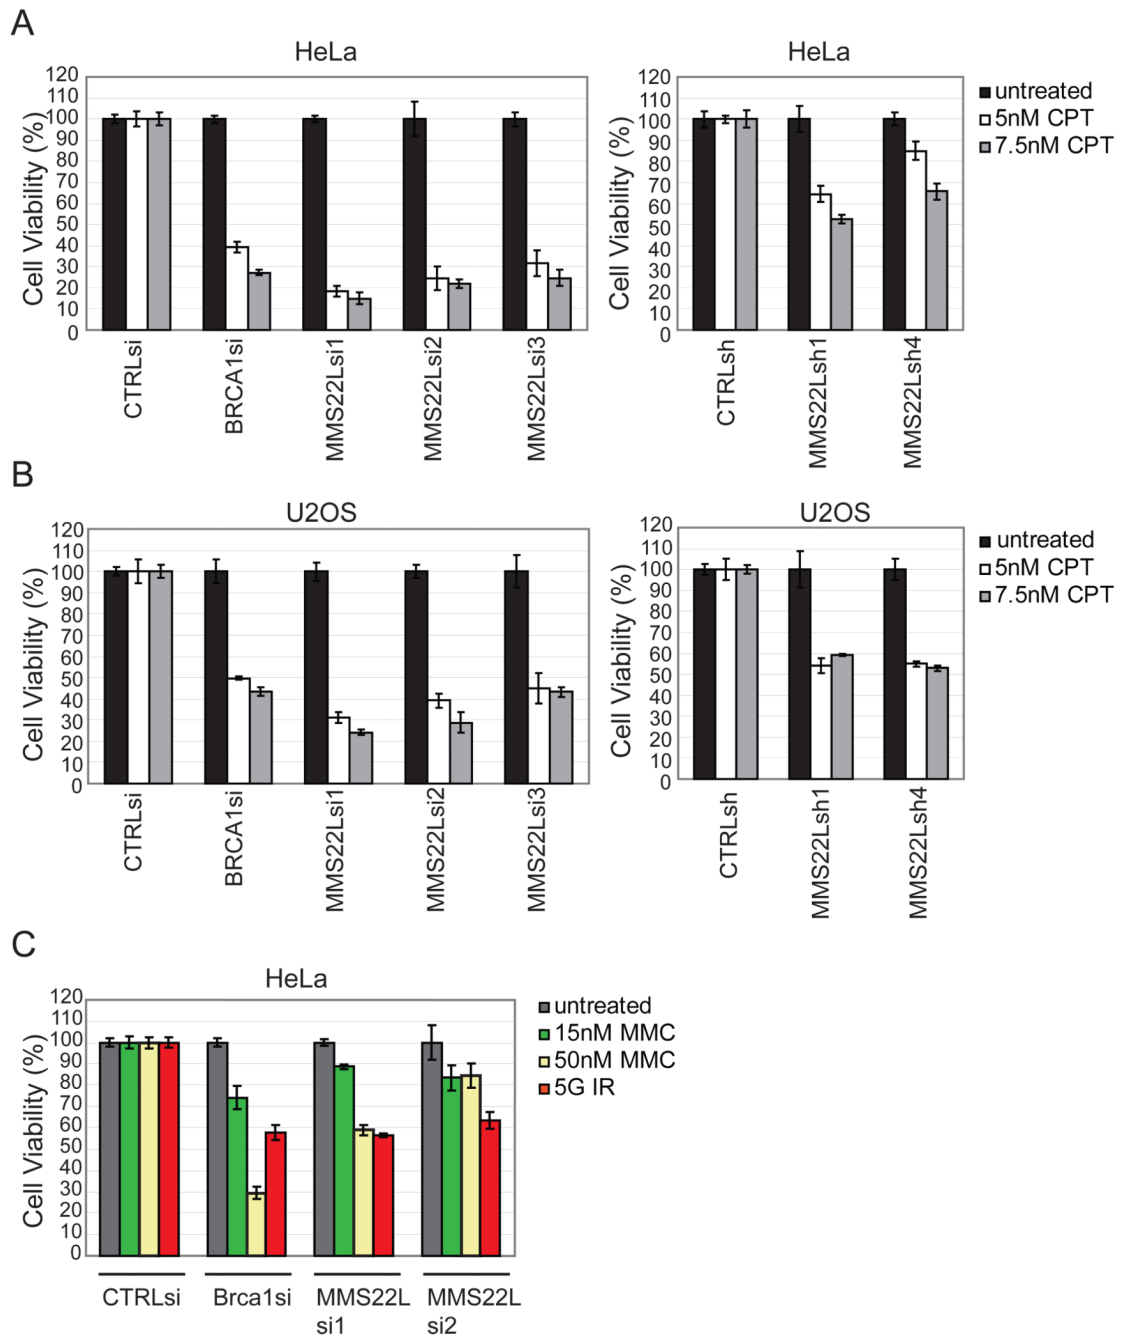 A
HeLa
HeLa
Cell Viability (%)
120
110
100
90
80
70
60
50
40
30
20
10
0
CTRLsi
BRCA1si
MMS22Lsi1
MMS22Lsi2
MMS22Lsi3
Cell Viability (%)
120
110
100
90
80
70
60
50
40
30
20
10
0
CTRLsh
MMS22Lsh1
MMS22Lsh4
untreated
5nM CPT
7.5nM CPT
B
U2OS
U2OS
Cell Viability (%)
120
110
100
90
80
70
60
50
40
30
20
10
0
CTRLsi
BRCA1si
MMS22Lsi1
MMS22Lsi2
MMS22Lsi3
Cell Viability (%)
120
110
100
90
80
70
60
50
40
30
20
10
0
CTRLsh
MMS22Lsh1
MMS22Lsh4
untreated
5nM CPT
7.5nM CPT
C
HeLa
Cell Viability (%)
120
110
100
90
80
70
60
50
40
30
20
10
0
CTRLsi
Brca1si
MMS22L
si1
MMS22L
si2
untreated
15nM MMC
50nM MMC
5G IR